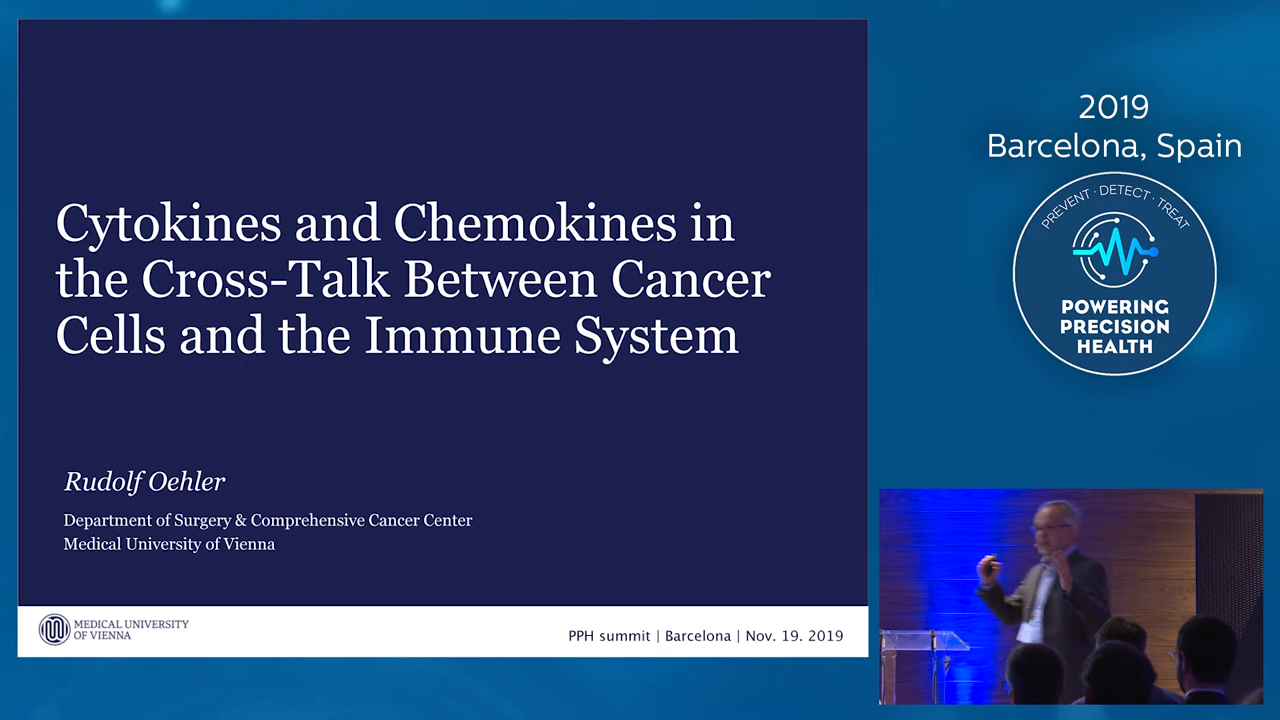 Cytokines and Chemokines in
the Cross-Talk Between Cancer
Cells and the Immune System
Rudolf Oehler
Department of Surgery & Comprehensive Cancer Center
Medical University of Vienna
MEDICAL UNIVERSITY
OF VIENNA
PPH summit | Barcelona | Nov. 19. 2019
2019
Barcelona, Spain
PREVENT · DETECT · TREAT
POWERING
PRECISION
HEALTH